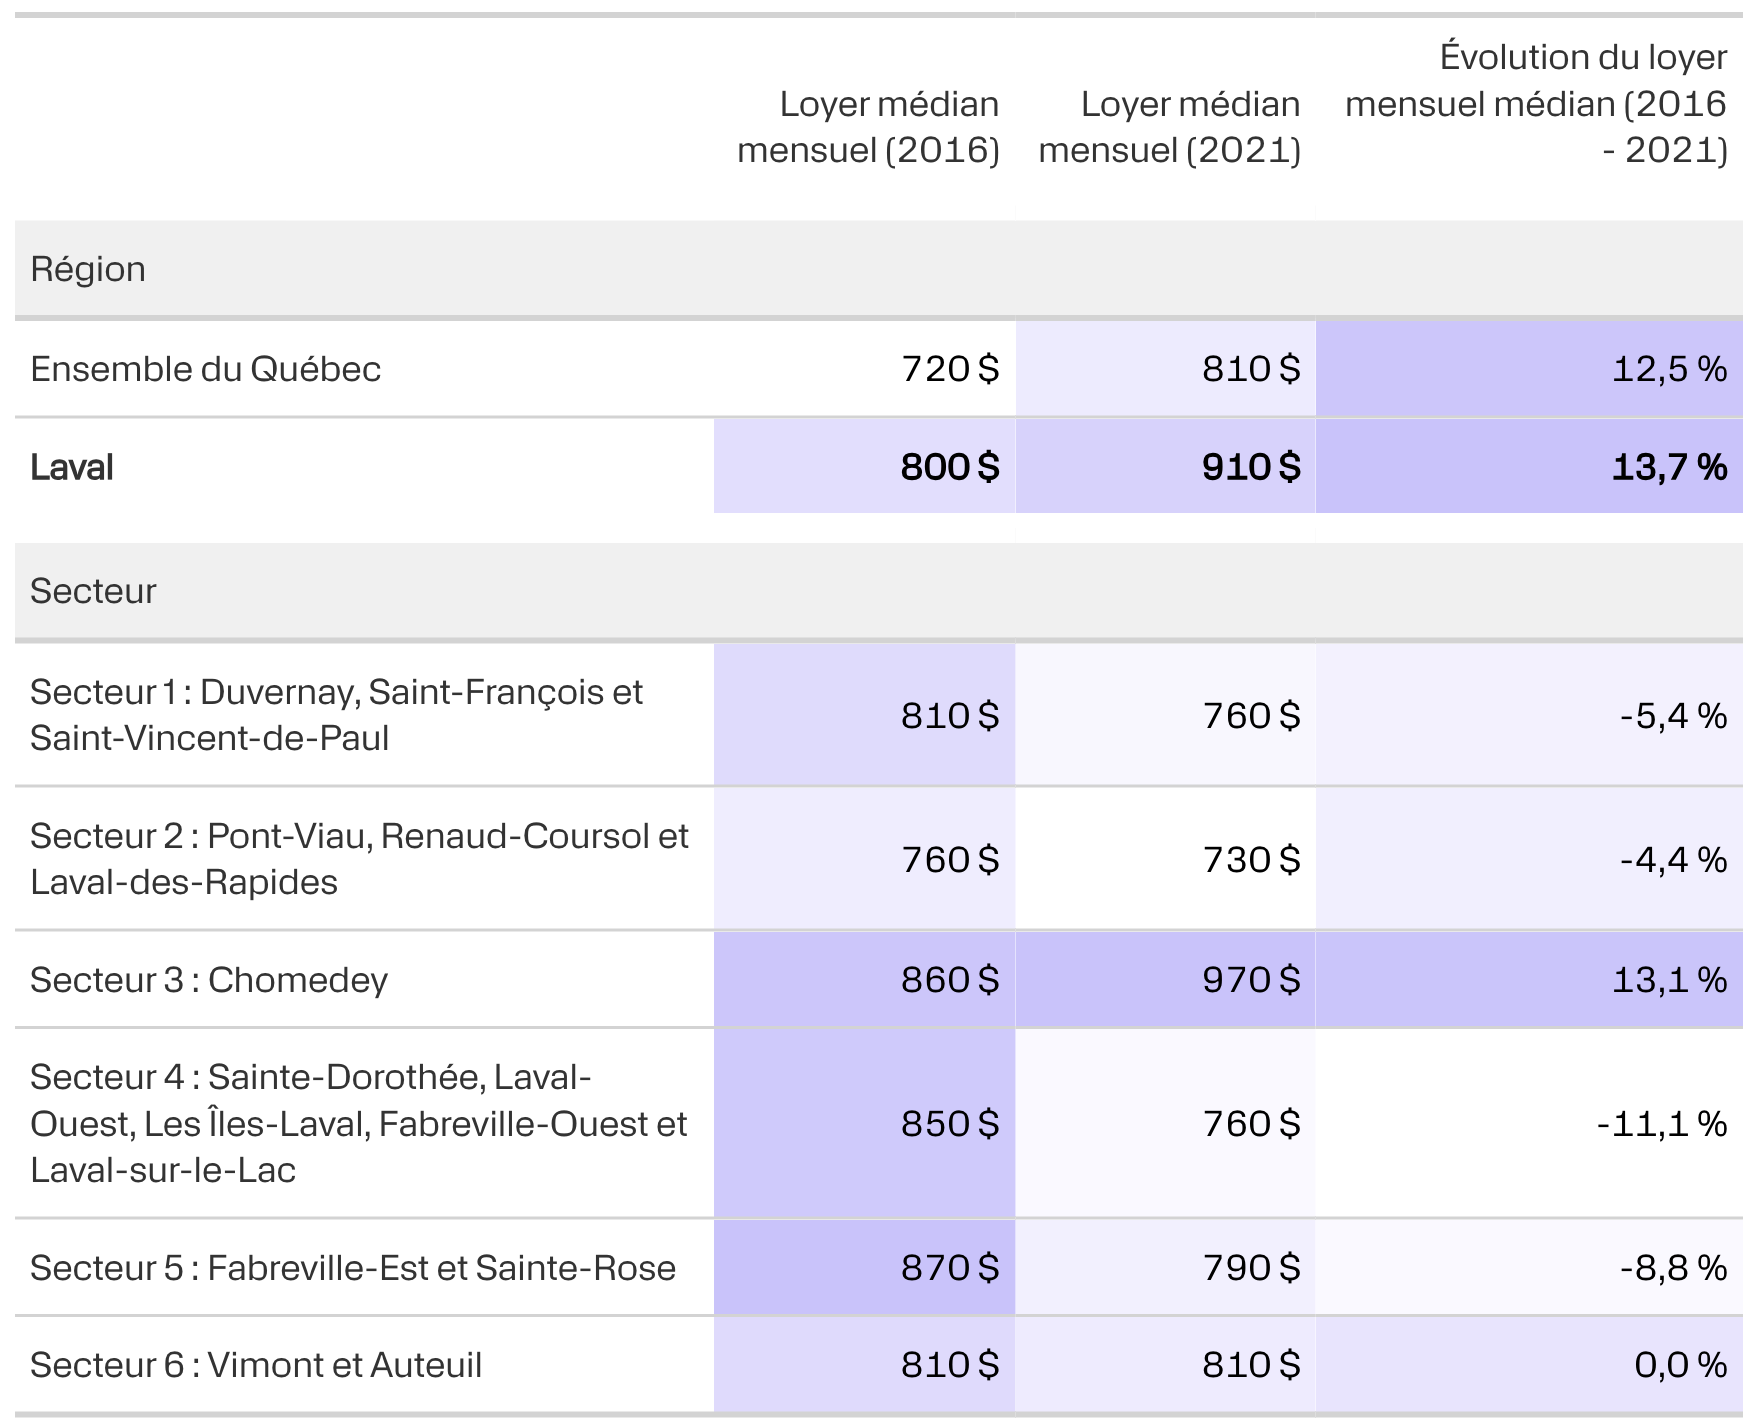 Loyer médian mensuel (2016)
Loyer médian mensuel (2021)
Évolution du loyer mensuel médian (2016 - 2021)
Région
Ensemble du Québec 720 $ 810 $ 12,5 %
Laval 800 $ 910 $ 13,7 %
Secteur
Secteur 1 : Duvernay, Saint-François et
Saint-Vincent-de-Paul 810 $ 760 $ -5,4 %
Secteur 2 : Pont-Viau, Renaud-Coursol et
Laval-des-Rapides 760 $ 730 $ -4,4 %
Secteur 3 : Chomedey 860 $ 970 $ 13,1 %
Secteur 4 : Sainte-Dorothée, Laval-
Ouest, Les Îles-Laval, Fabreville-Ouest et
Laval-sur-le-Lac 850 $ 760 $ -11,1 %
Secteur 5 : Fabreville-Est et Sainte-Rose 870 $ 790 $ -8,8 %
Secteur 6 : Vimont et Auteuil 810 $ 810 $ 0,0 %